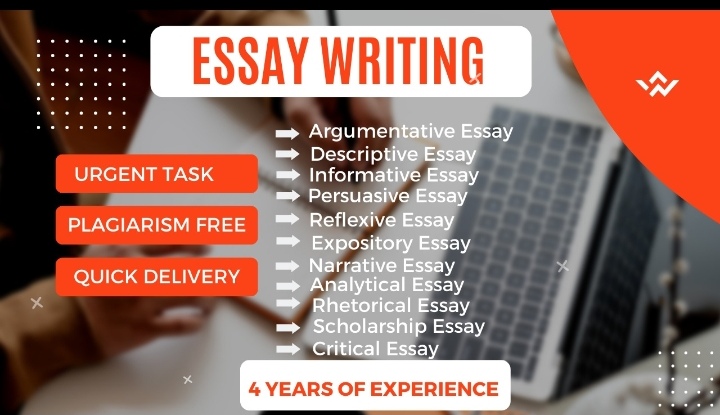 ESSAY WRITING
URGENT TASK
PLAGIARISM FREE
QUICK DELIVERY
Argumentative Essay
Descriptive Essay
Informative Essay
Persuasive Essay
Reflexive Essay
Expository Essay
Narrative Essay
Analytical Essay
Rhetorical Essay
Scholarship Essay
Critical Essay
4 YEARS OF EXPERIENCE